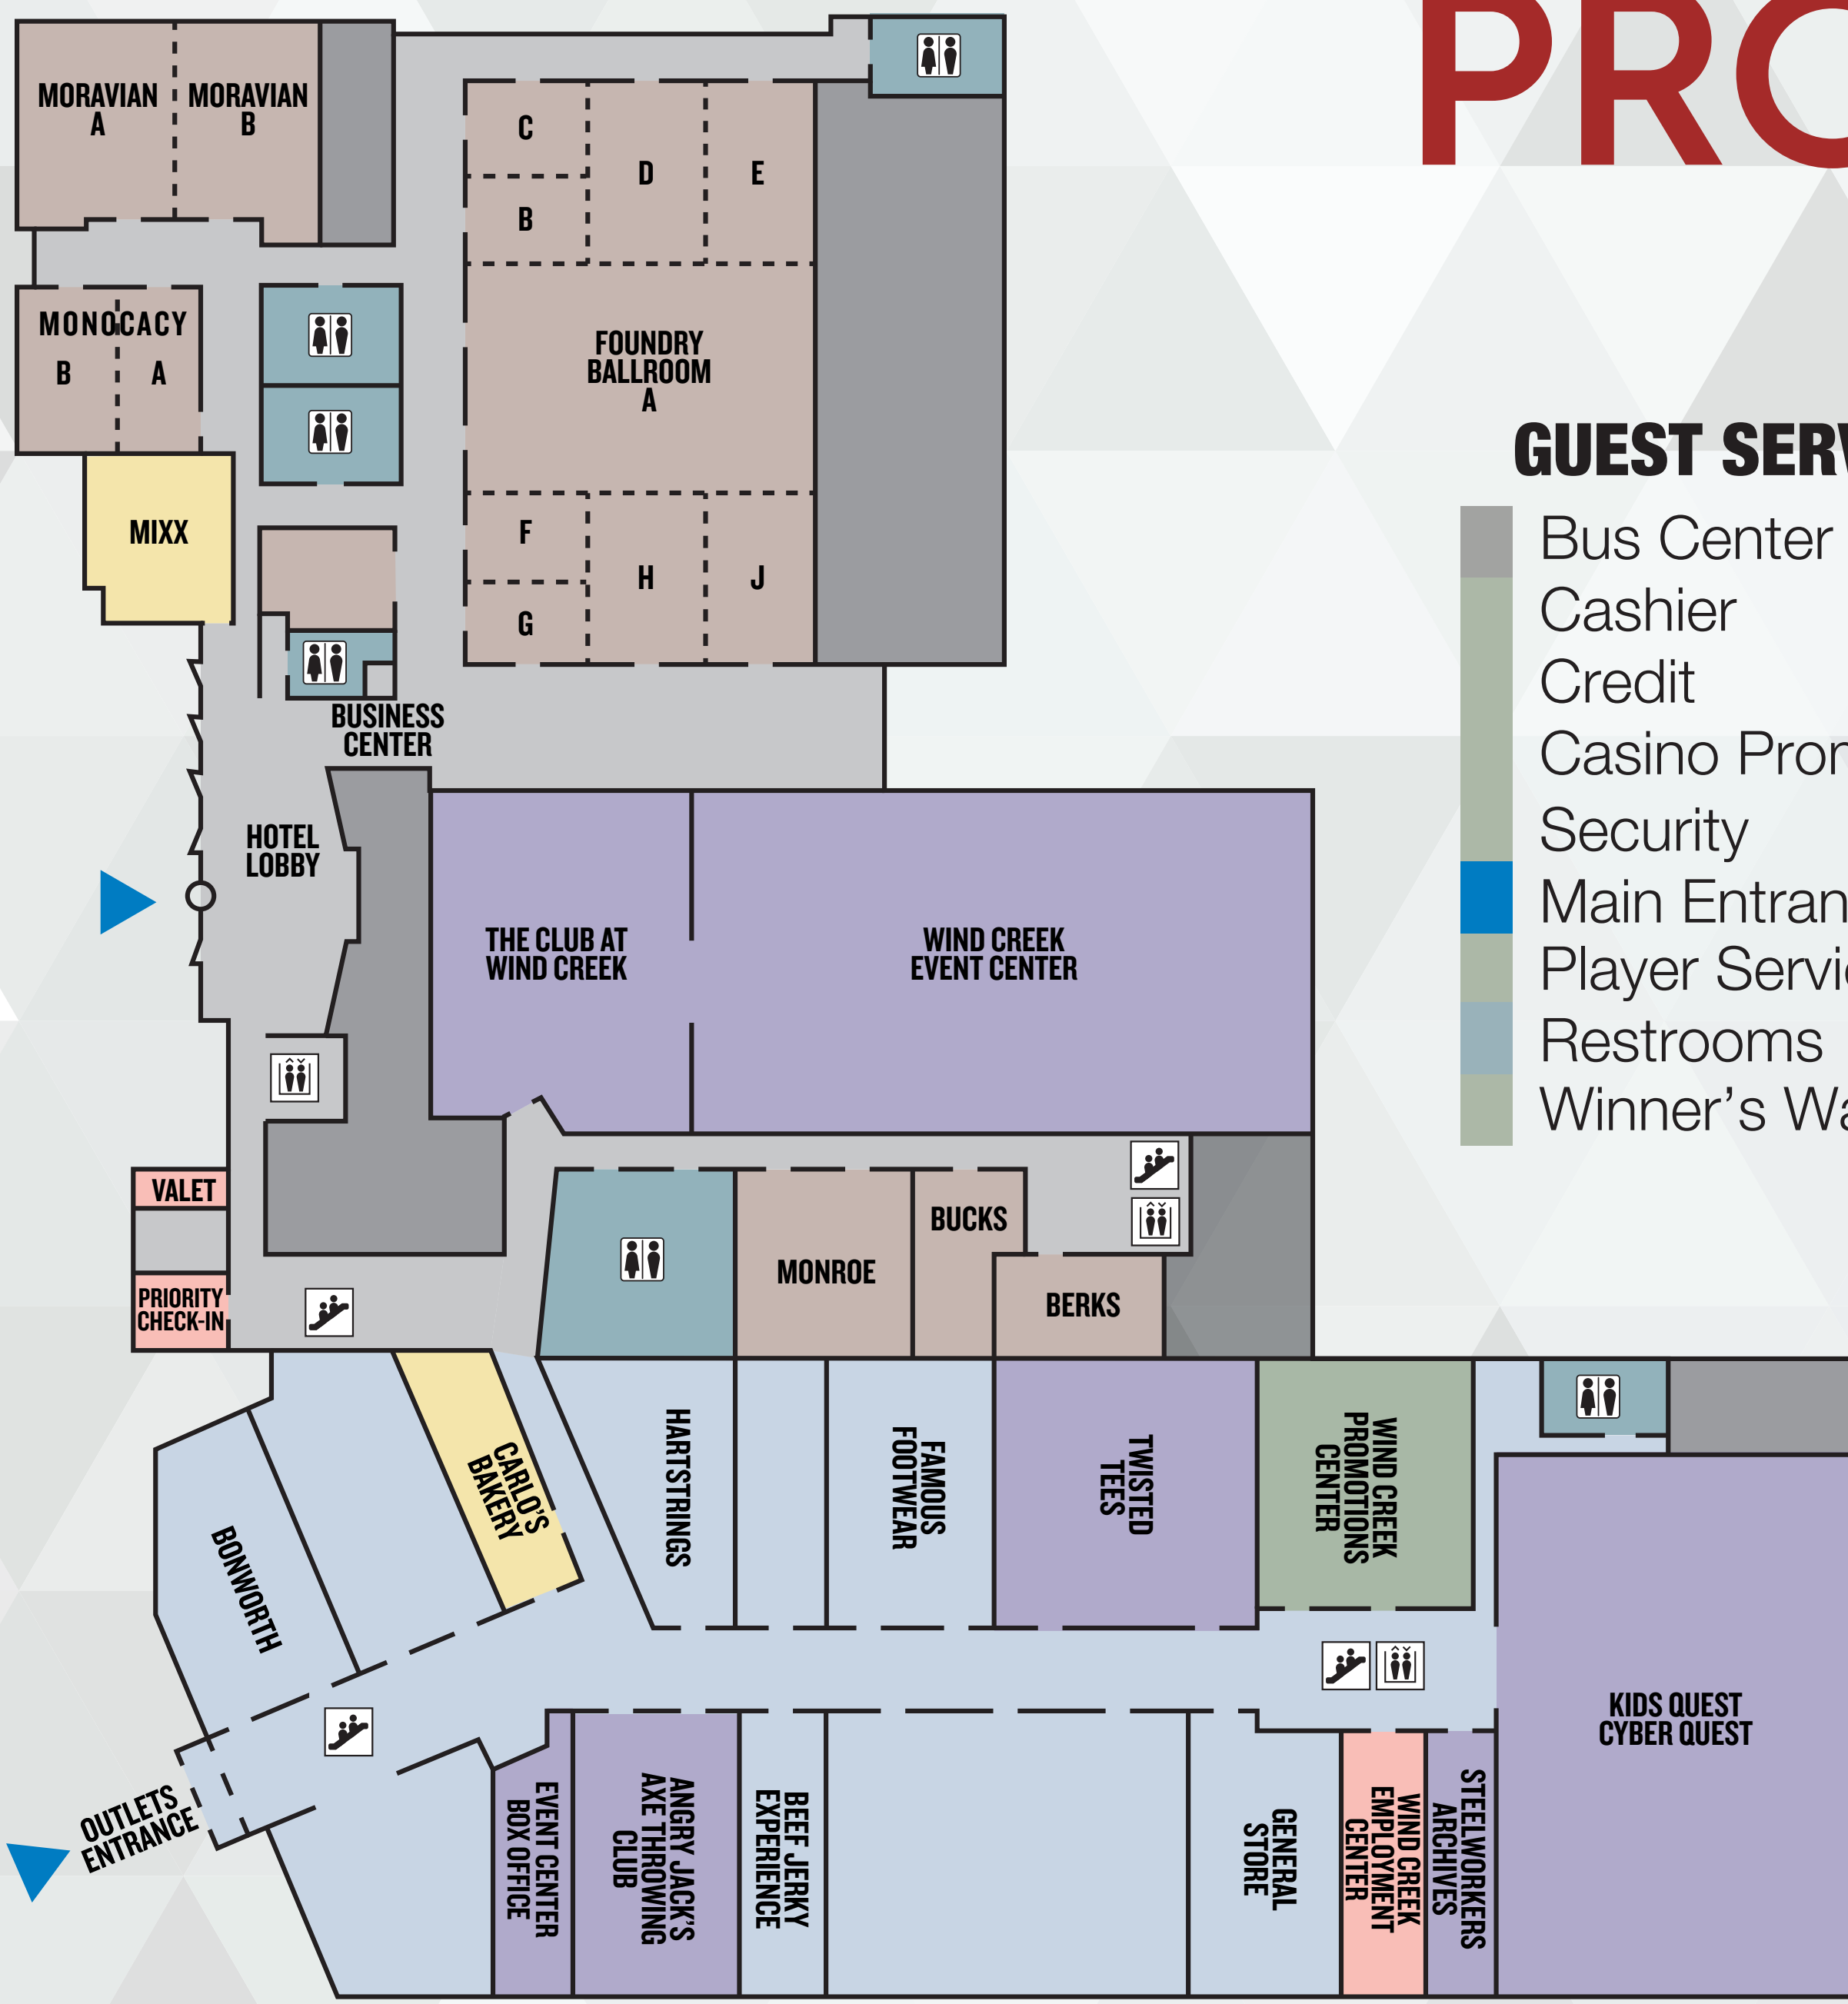 PRO
MORAVIAN
A
MORAVIAN
B
C
B
D
E
MONOCACY
B
A
FOUNDRY
BALLROOM
A
MIXX
F
G
H
J
BUSINESS
CENTER
HOTEL
LOBBY
THE CLUB AT
WIND CREEK
WIND CREEK
EVENT CENTER
VALET
PRIORITY
CHECK-IN
MONROE
BUCKS
BERKS
BONWORTH
CARLO'S
BAKERY
HARTSTRINGS
FAMOUS
FOOTWEAR
TWISTED
TEES
WIND CREEK
PROMOTIONS
CENTER
KIDS QUEST
CYBER QUEST
OUTLETS
ENTRANCE
EVENT CENTER
BOX OFFICE
ANGRY JACK'S
AXE THROWING
CLUB
BEEF JERKY
EXPERIENCE
GENERAL
STORE
WIND CREEK
EMPLOYMENT
CENTER
STEELWORKERS
ARCHIVES
GUEST SERV
Bus Center
Cashier
Credit
Casino Pro
Security
Main Entran
Player Servi
Restrooms
Winner's Wa